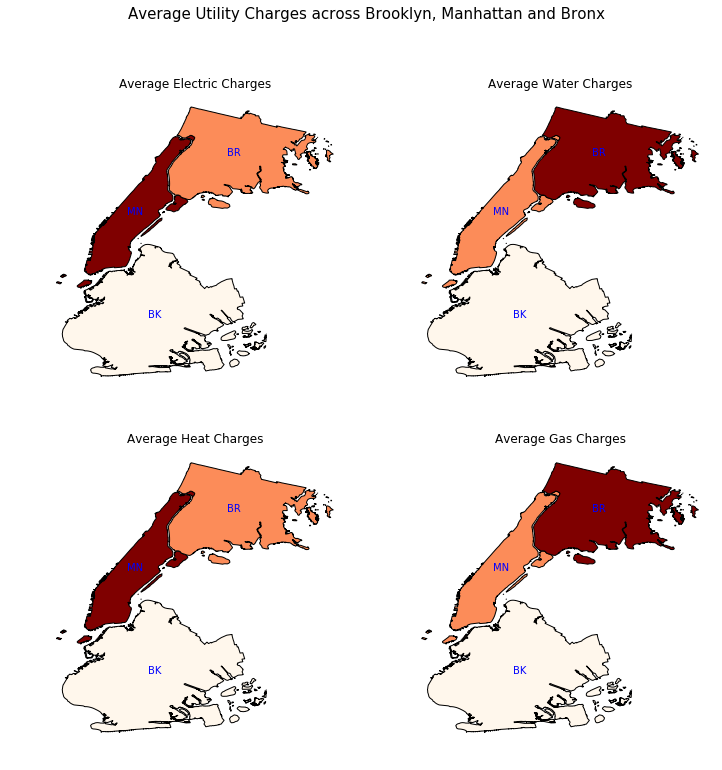 Average Utility Charges across Brooklyn, Manhattan and Bronx
Average Electric Charges
Average Water Charges
BR
BR
MN
MN
BK
BK
Average Heat Charges
Average Gas Charges
BR
BR
MN
MN
BK
BK